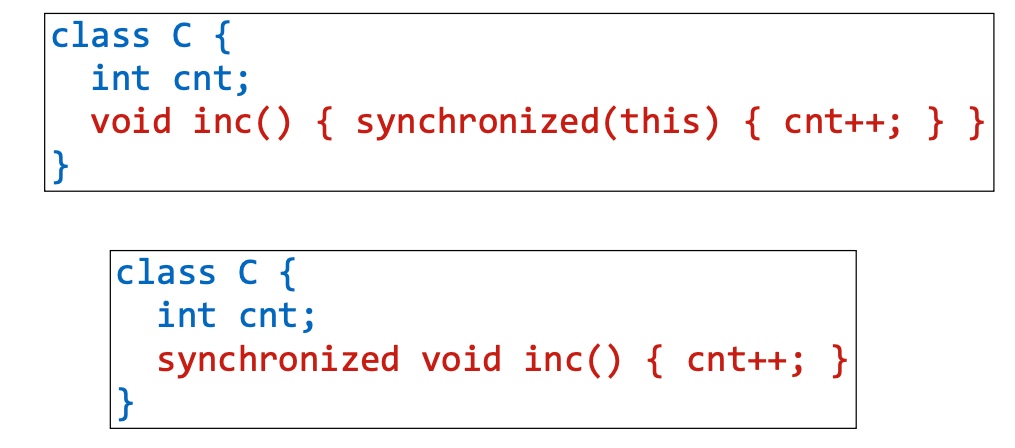 class C {
  int cnt;
  void inc() { synchronized(this) { cnt++; } }
}
class C {
  int cnt;
  synchronized void inc() { cnt++; }
}